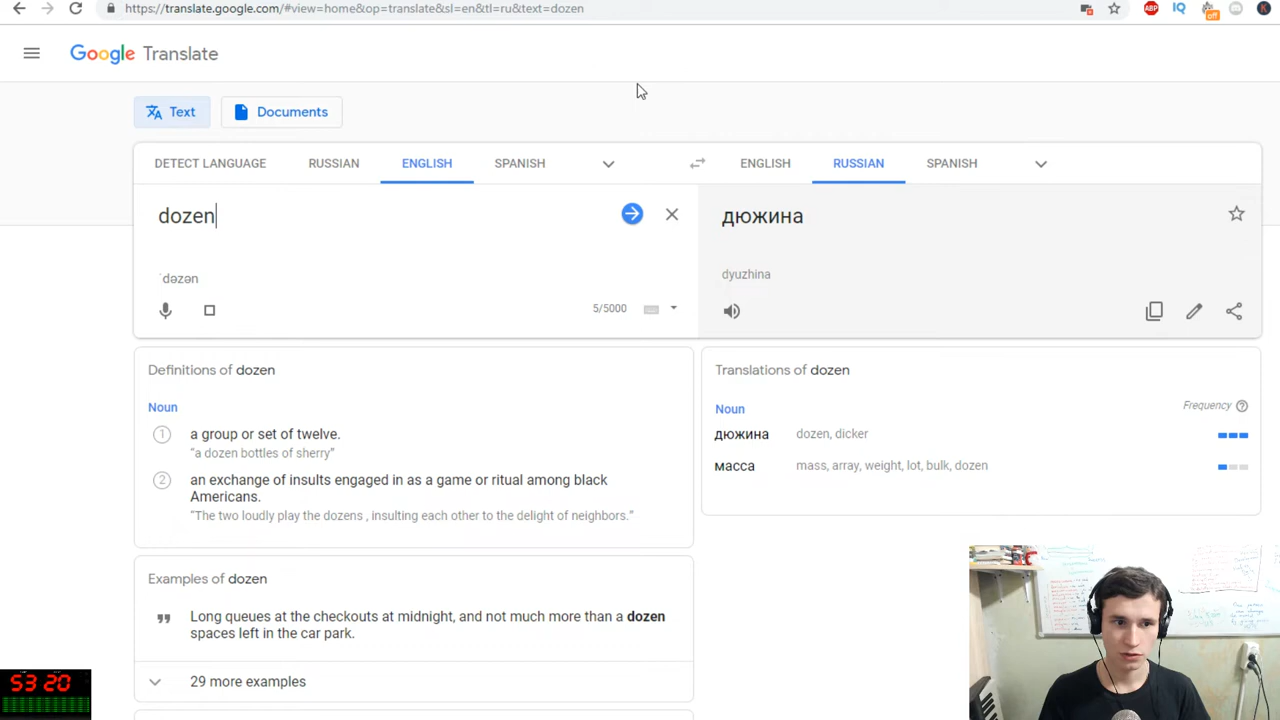 https://translate.google.com/#view=home&op=translate&sl=en&tl=ru&text=dozen
ABP
IQ
off
K
Google Translate
Text
Documents
DETECT LANGUAGE
RUSSIAN
ENGLISH
SPANISH
ENGLISH
RUSSIAN
SPANISH
dozen
дюжина
ˈdəzən
dyuzhina
5/5000
Definitions of dozen
Translations of dozen
Noun
Noun
Frequency
?
1
a group or set of twelve.
дюжина
dozen, dicker
"a dozen bottles of sherry"
масса
mass, array, weight, lot, bulk, dozen
2
an exchange of insults engaged in as a game or ritual among black
Americans.
"The two loudly play the dozens , insulting each other to the delight of neighbors."
Examples of dozen
Long queues at the checkouts at midnight, and not much more than a dozen
spaces left in the car park.
29 more examples
53 20